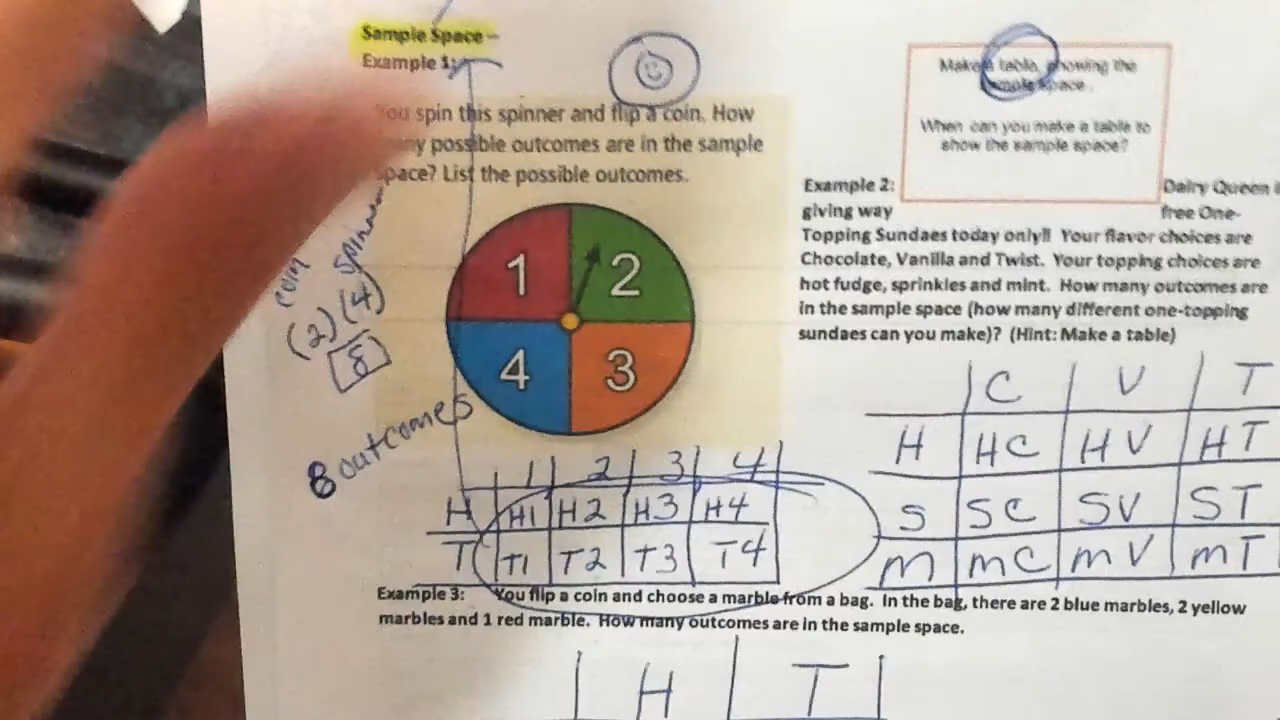 Sample Space-
Example 1:
spin this spinner and flip a coin. How
possible outcomes are in the sample
space? List the possible outcomes.
coin spinner
(2)(4)
8
8 outcomes
1 2
4 3
1 2 3 4
H H1 H2 H3 H4
T T1 T2 T3 T4
Make a table, showing the
sample space.
When can you make a table to
show the sample space?
Example 2: Dairy Queen
giving way free One-
Topping Sundaes today only!! Your flavor choices are
Chocolate, Vanilla and Twist. Your topping choices are
hot fudge, sprinkles and mint. How many outcomes are
in the sample space (how many different one-topping
sundaes can you make)? (Hint: Make a table)
C V T
H HC HV HT
S SC SV ST
m mC mV mT
Example 3: You flip a coin and choose a marble from a bag. In the bag, there are 2 blue marbles, 2 yellow
marbles and 1 red marble. How many outcomes are in the sample space.
H T